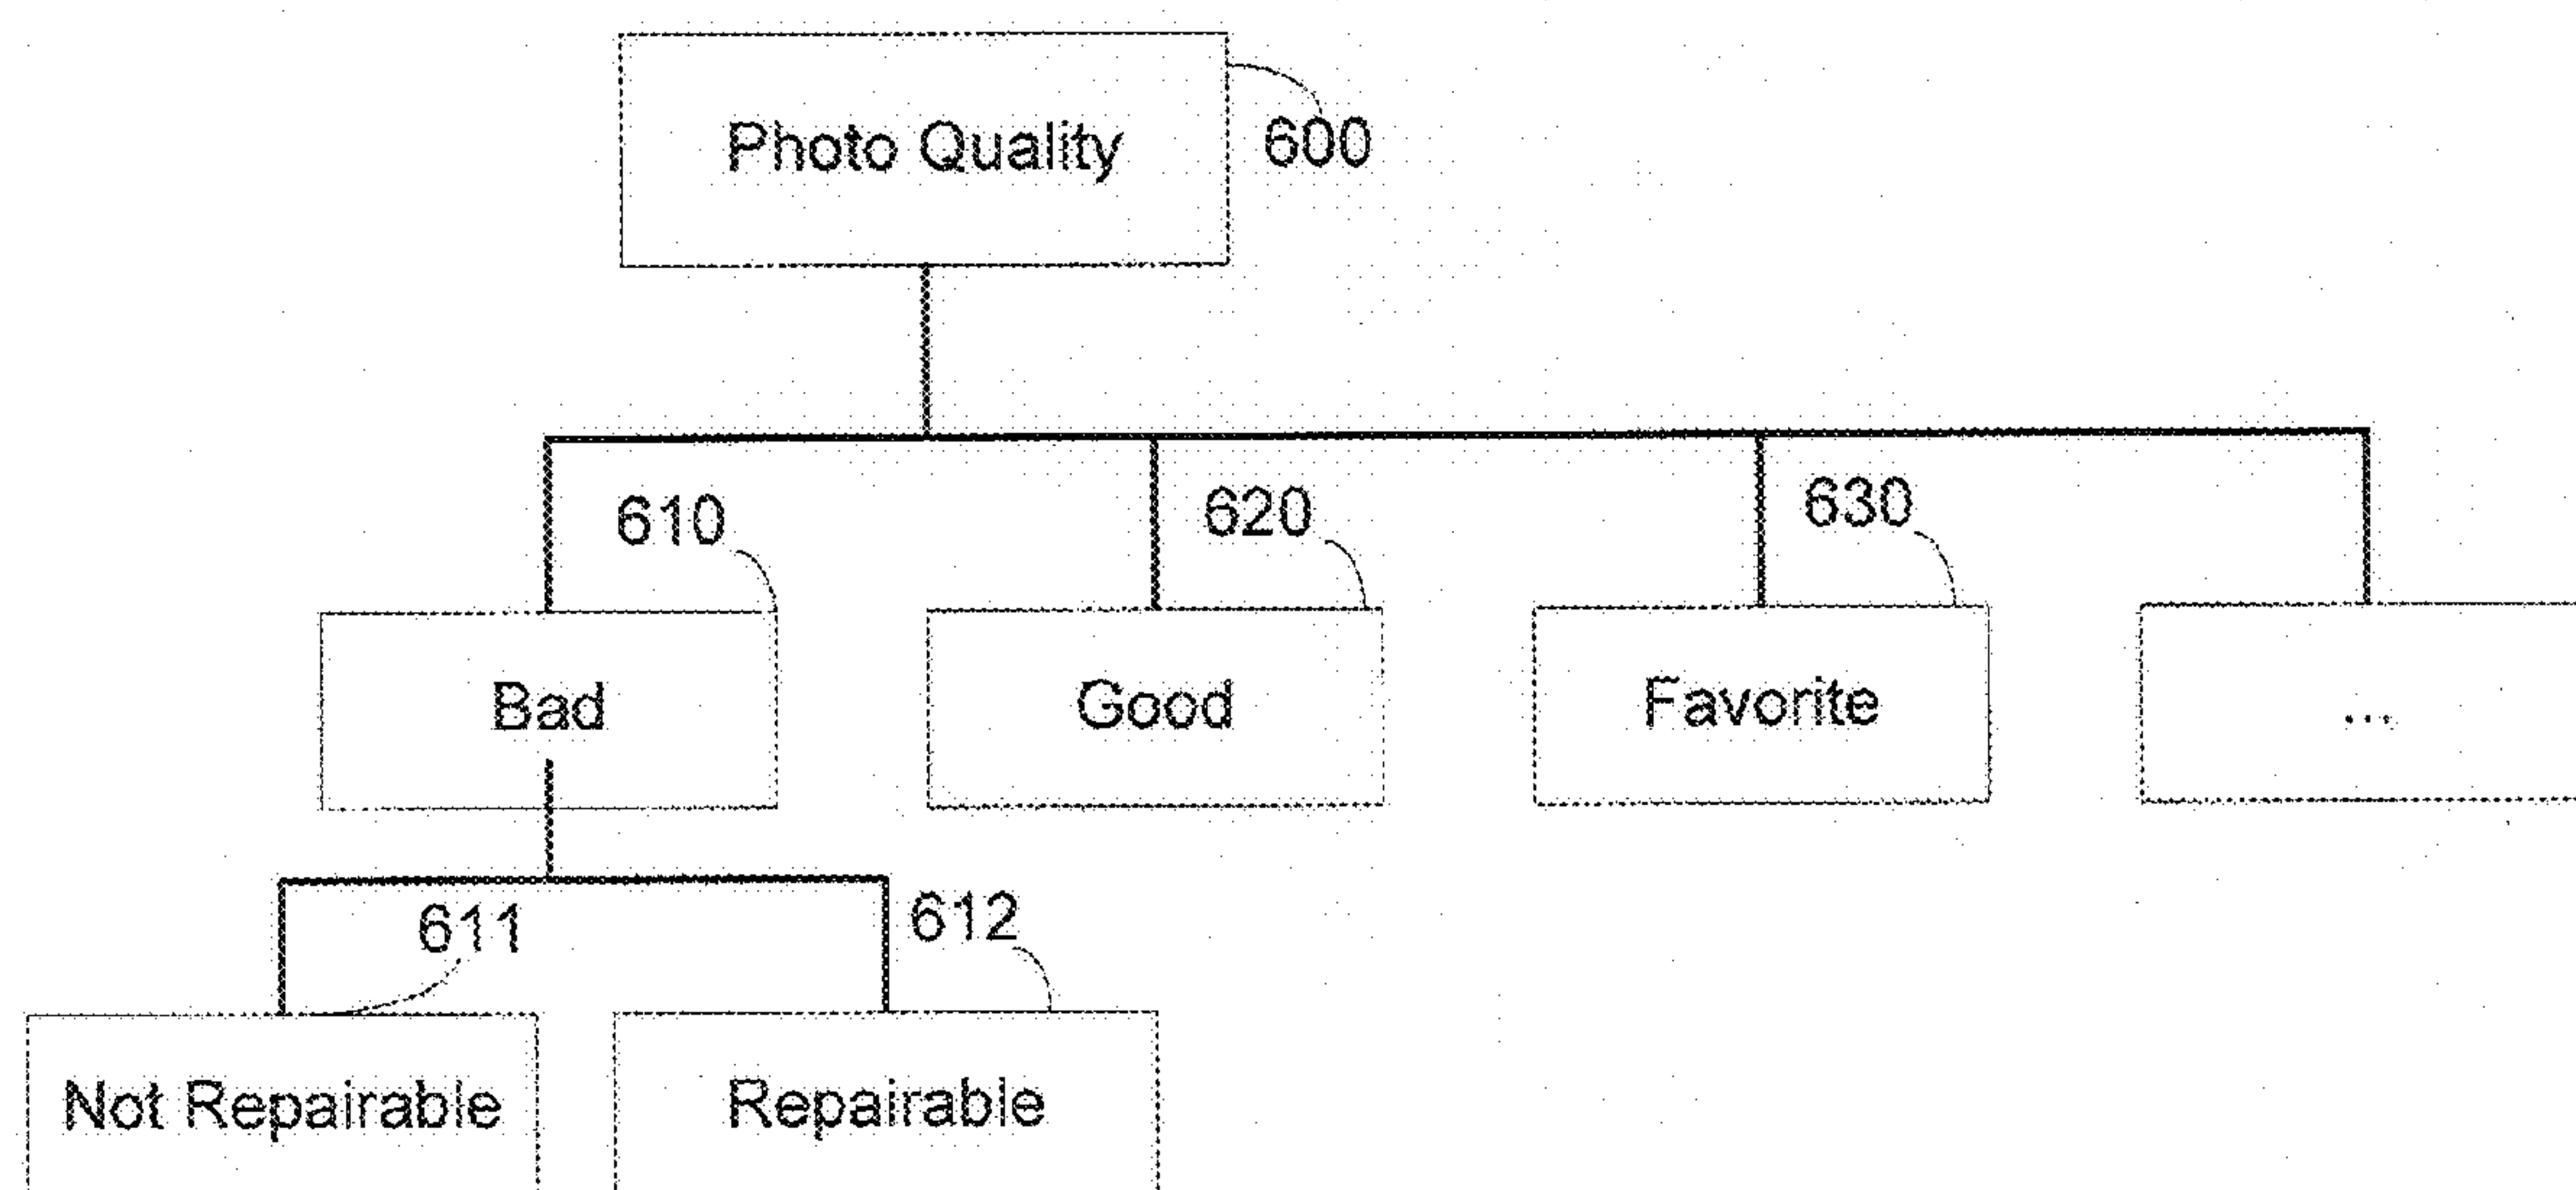 Photo Quality
600
610
620
630
Bad
Good
Favorite
...
611
612
Not Repairable
Repairable